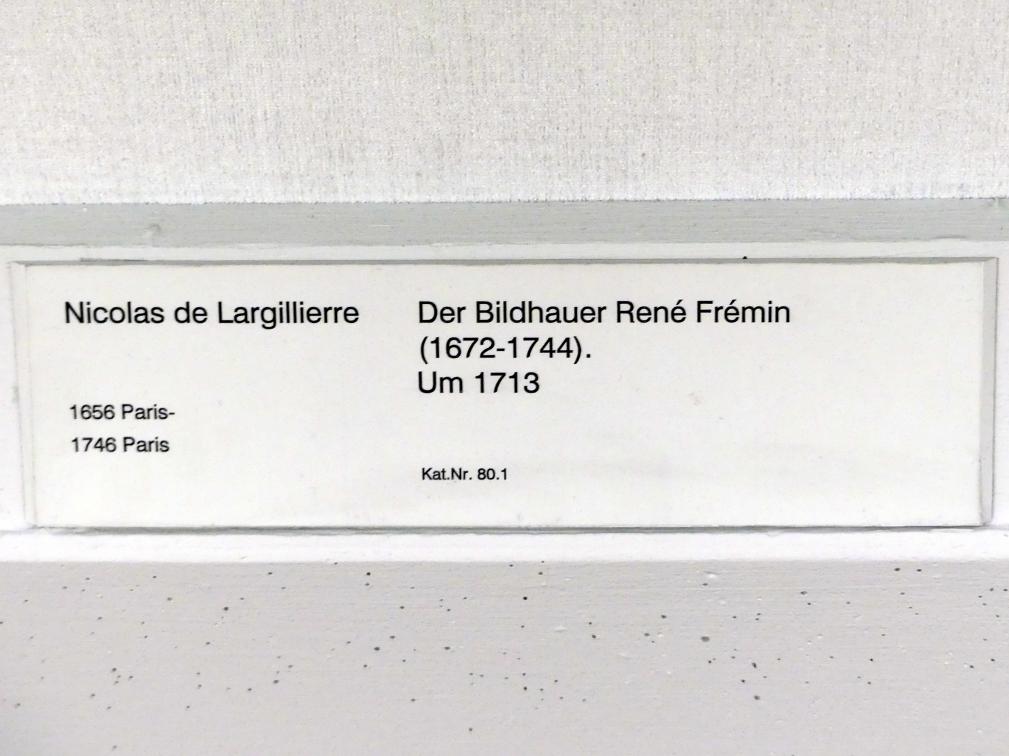 Nicolas de Largillierre
1656 Paris-
1746 Paris
Der Bildhauer René Frémin
(1672-1744).
Um 1713
Kat.Nr. 80.1